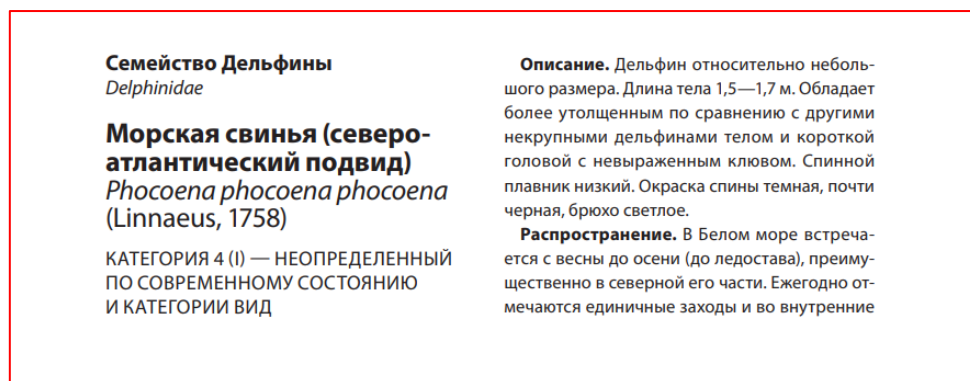 Семейство Дельфины
Delphinidae
Морская свинья (северо-
атлантический подвид)
Phocoena phocoena phocoena
(Linnaeus, 1758)
КАТЕГОРИЯ 4 (I) — НЕОПРЕДЕЛЕННЫЙ
ПО СОВРЕМЕННОМУ СОСТОЯНИЮ
И КАТЕГОРИИ ВИД
Описание. Дельфин относительно неболь-
шого размера. Длина тела 1,5—1,7 м. Обладает
более утолщенным по сравнению с другими
некрупными дельфинами телом и короткой
головой с невыраженным клювом. Спинной
плавник низкий. Окраска спины темная, почти
черная, брюхо светлое.
Распространение. В Белом море встреча-
ется с весны до осени (до ледостава), преиму-
щественно в северной его части. Ежегодно от-
мечаются единичные заходы и во внутренние